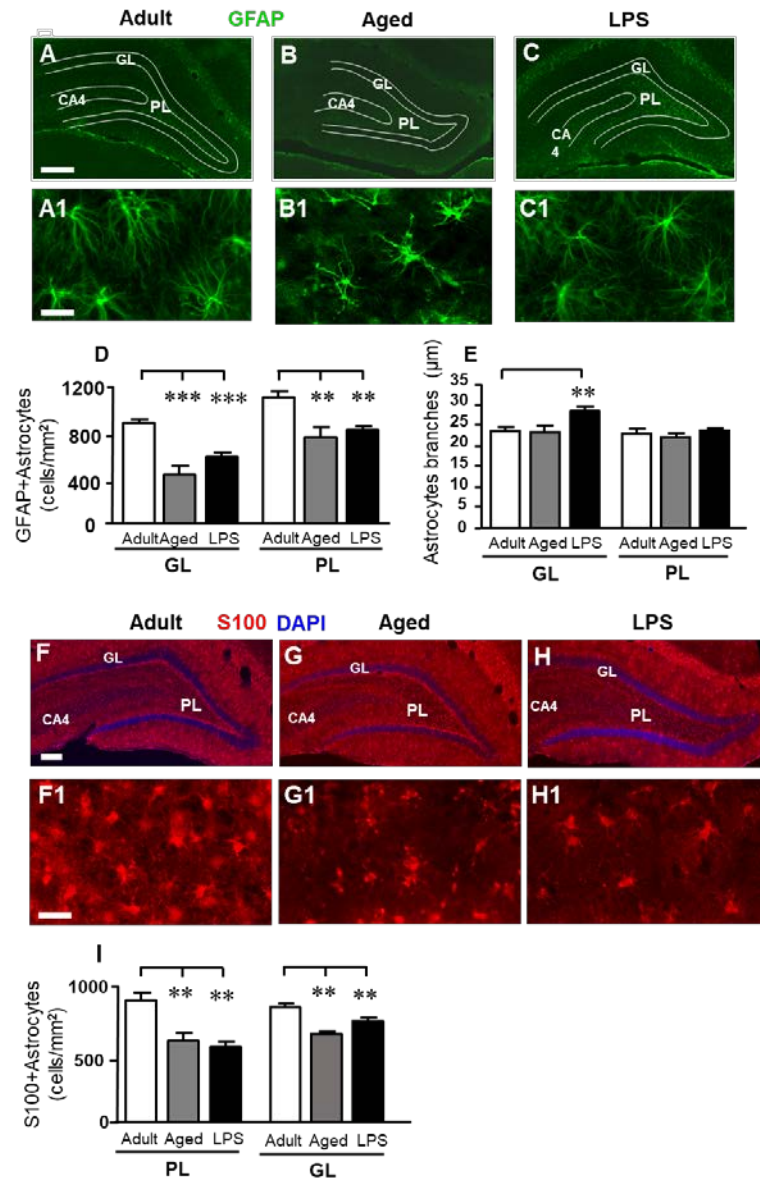 Adult GFAP Aged LPS
A GL CA4 PL
B GL CA4 PL
C GL CA 4 PL
A1 B1 C1
D
GFAP+Astrocytes
(cells/mm²)
1200
800
400
0
*** *** ** **
Adult Aged LPS Adult Aged LPS
GL PL
E
Astrocytes branches (µm)
35
30
25
20
15
10
5
0
**
Adult Aged LPS Adult Aged LPS
GL PL
Adult S100 DAPI Aged LPS
F GL PL CA4
G GL PL CA4
H GL PL CA4
F1 G1 H1
I
S100+Astrocytes
(cells/mm²)
1000
500
0
** ** ** **
Adult Aged LPS Adult Aged LPS
PL GL